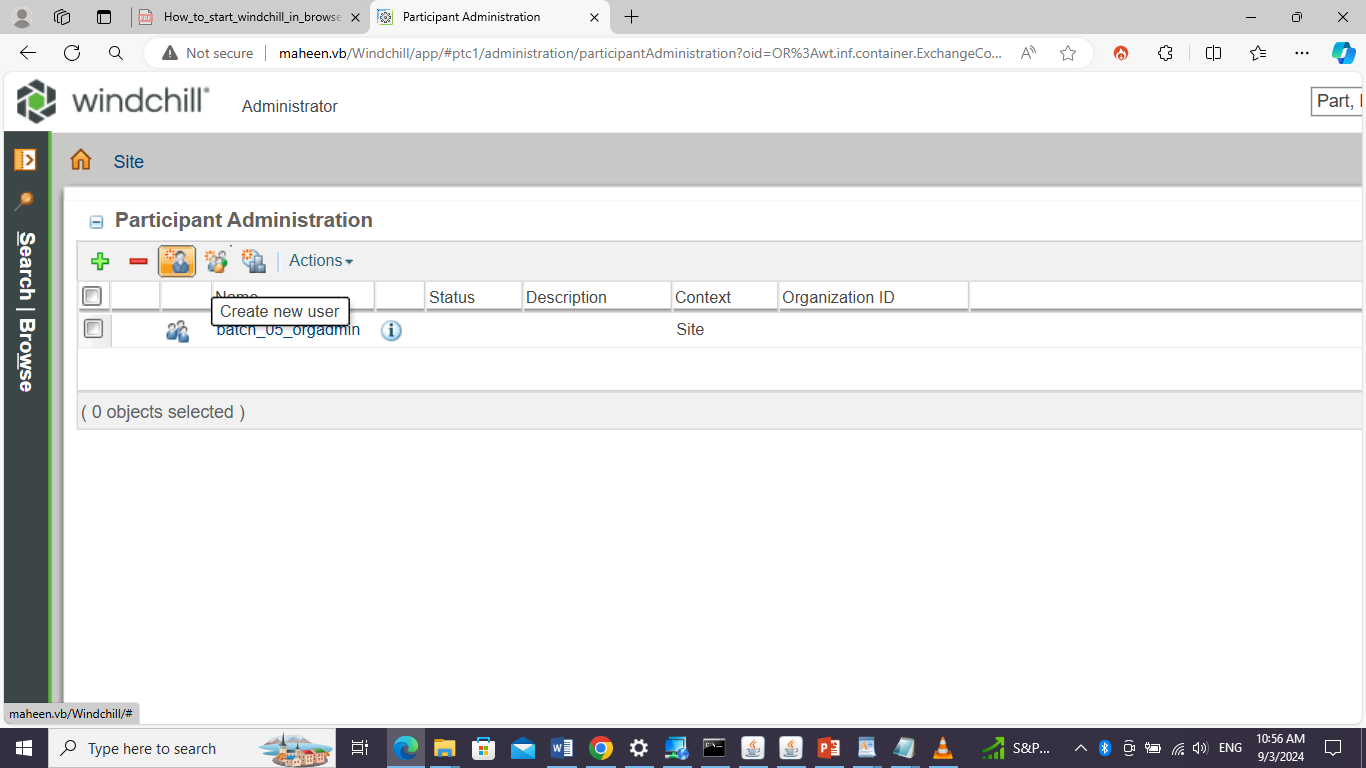 How_to_start_windchill_in_browse
Participant Administration
Not secure
maheen.vb/Windchill/app/#ptc1/administration/participantAdministration?oid=OR%3Awt.inf.container.ExchangeCo...
windchill
Administrator
Part,
Site
Search | Browse
Participant Administration
Actions
Name
Status
Description
Context
Organization ID
Create new user
batch_05_orgadmin
Site
( 0 objects selected )
maheen.vb/Windchill/#
Type here to search
S&P...
ENG
10:56 AM
9/3/2024